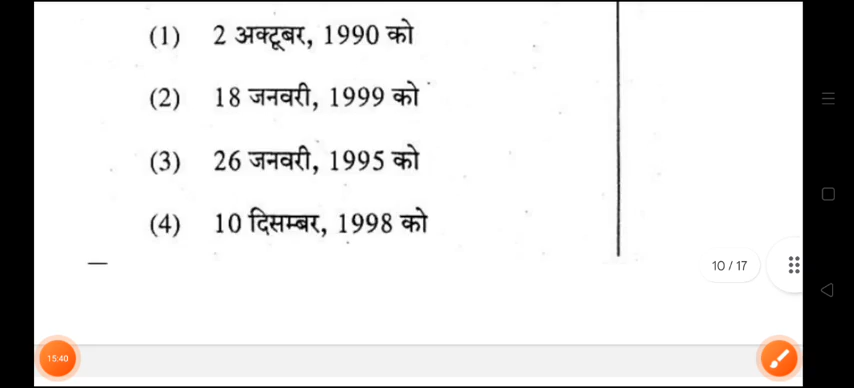 (1) 2 अक्टूबर, 1990 को
(2) 18 जनवरी, 1999 को
(3) 26 जनवरी, 1995 को
(4) 10 दिसम्बर, 1998 को
10 / 17
15:40